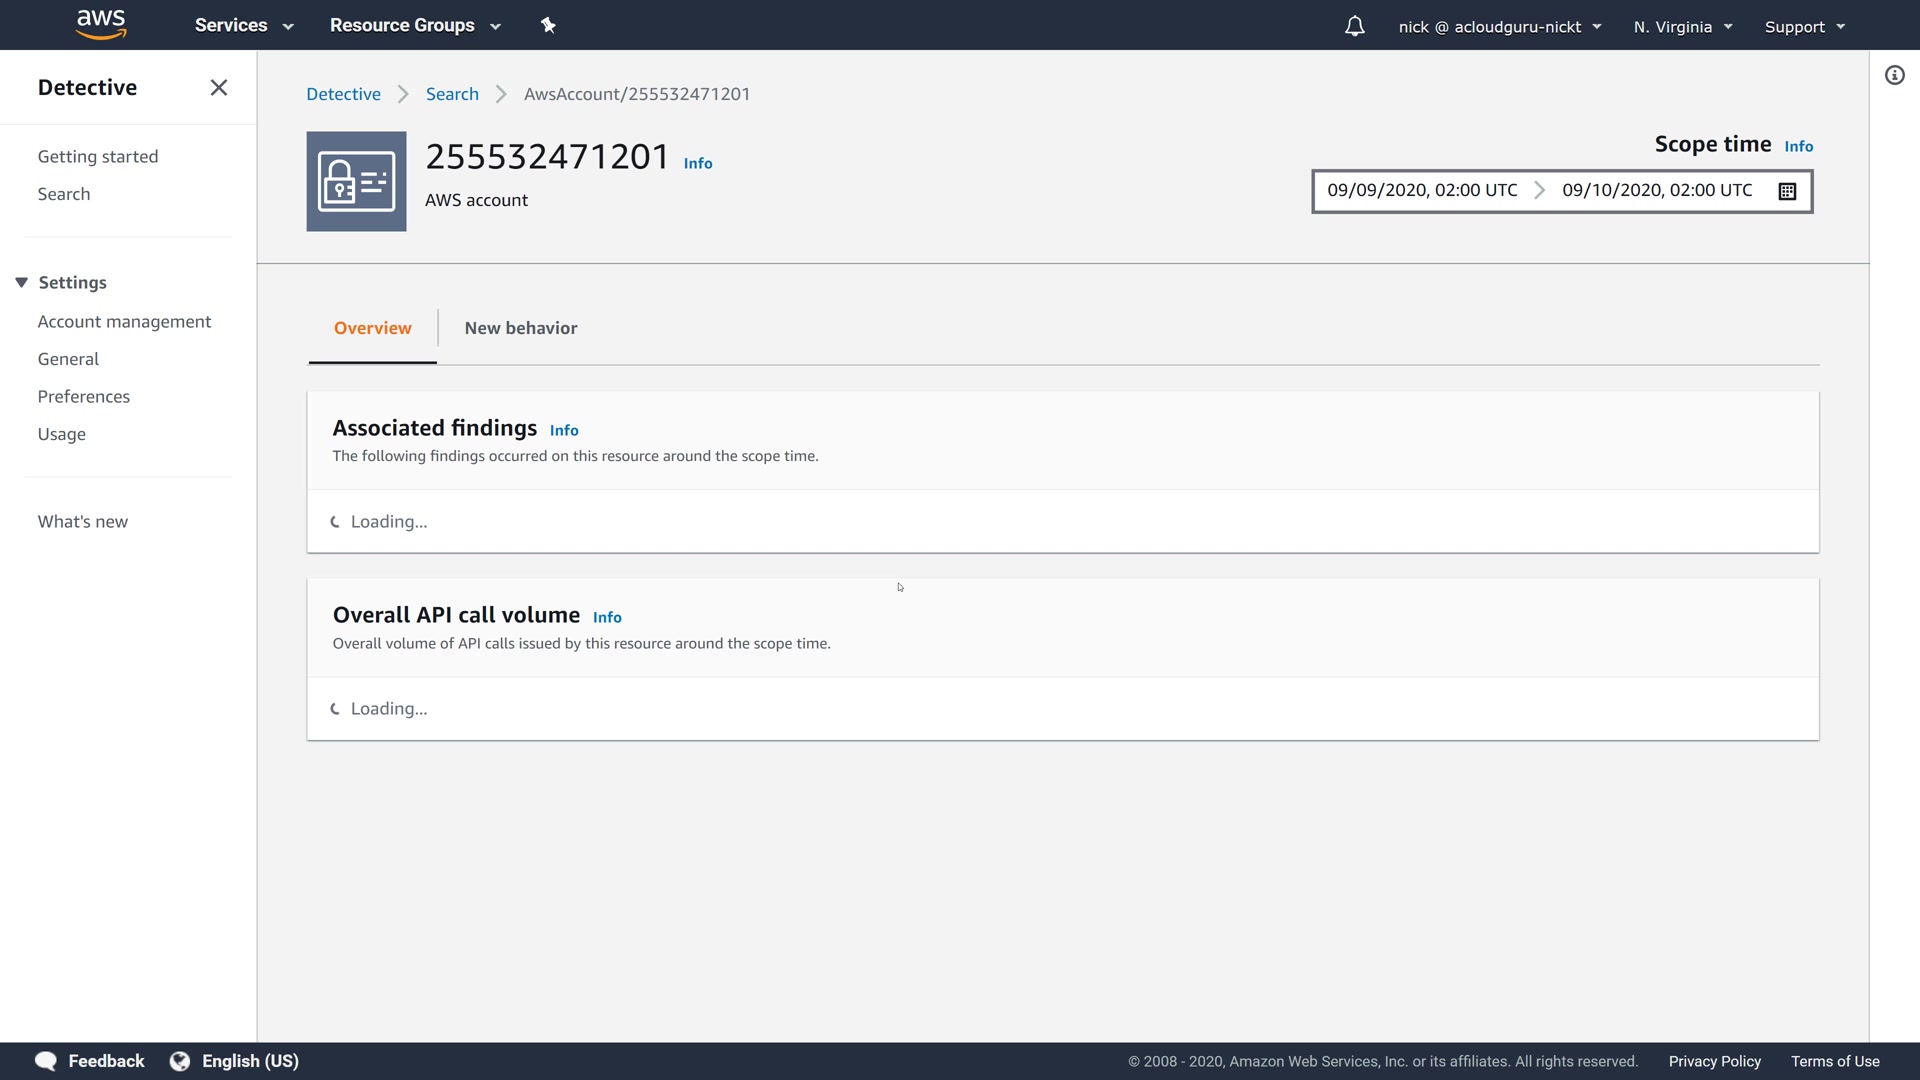 aws Services Resource Groups nick @ acloudguru-nickt N. Virginia Support
Detective
Getting started
Search
Settings
Account management
General
Preferences
Usage
What's new
Detective Search AwsAccount/255532471201
255532471201 Info
AWS account
Scope time Info
09/09/2020, 02:00 UTC 09/10/2020, 02:00 UTC
Overview New behavior
Associated findings Info
The following findings occurred on this resource around the scope time.
Loading...
Overall API call volume Info
Overall volume of API calls issued by this resource around the scope time.
Loading...
Feedback English (US) © 2008 - 2020, Amazon Web Services, Inc. or its affiliates. All rights reserved. Privacy Policy Terms of Use